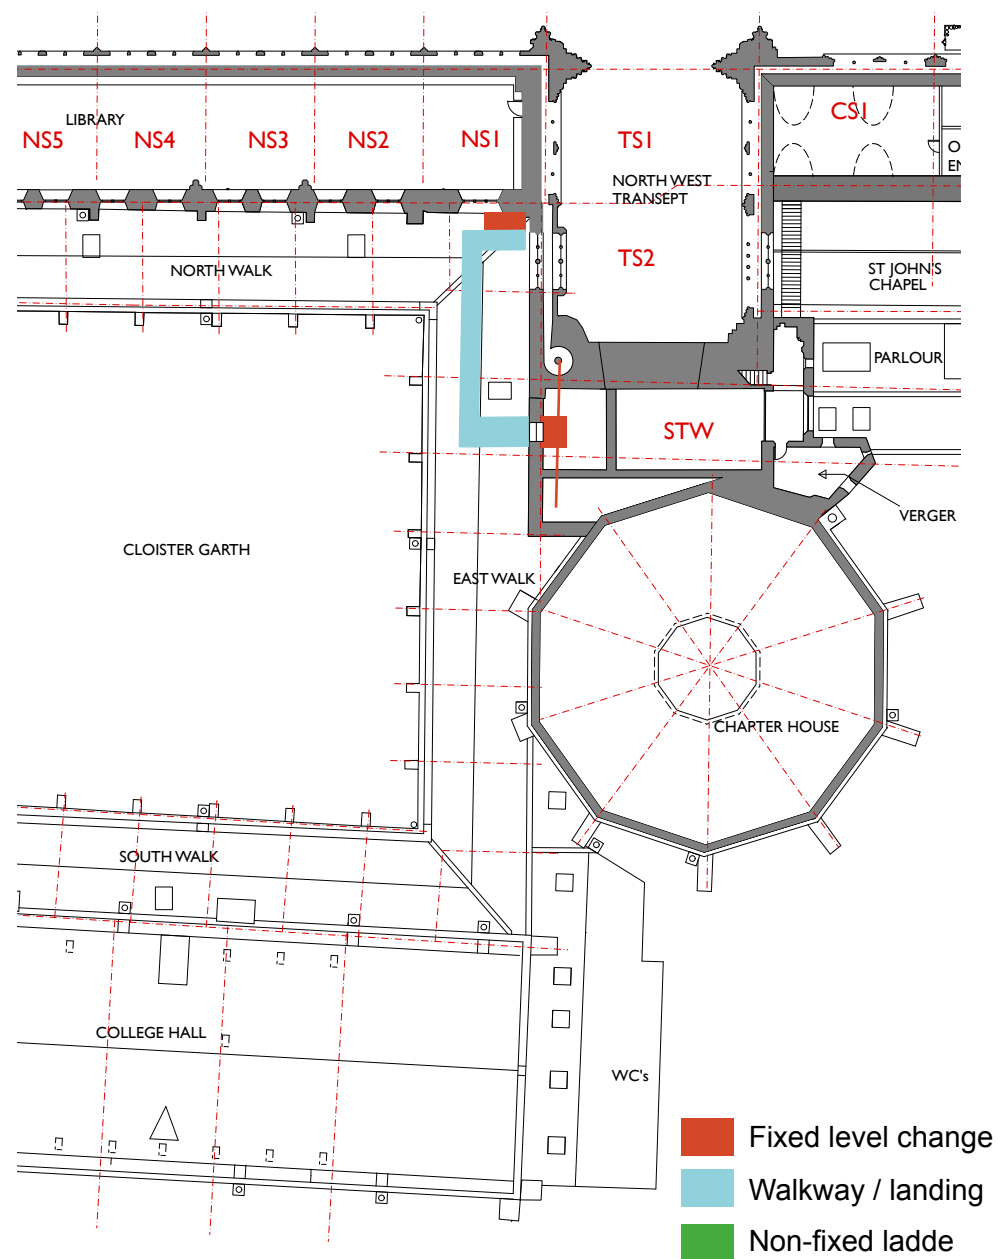 LIBRARY
NS5
NS4
NS3
NS2
NS1
TS1
CS1
O
EN
NORTH WEST
TRANSEPT
TS2
NORTH WALK
ST JOHN'S
CHAPEL
PARLOUR
STW
VERGER
CLOISTER GARTH
EAST WALK
CHAPTER HOUSE
SOUTH WALK
COLLEGE HALL
WC's
Fixed level change
Walkway / landing
Non-fixed ladde